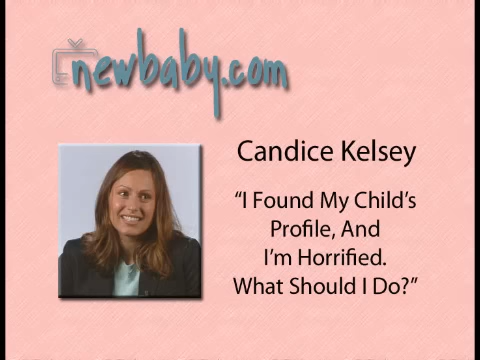 newbaby.com
Candice Kelsey
“I Found My Child’s
Profile, And
I’m Horrified.
What Should I Do?”